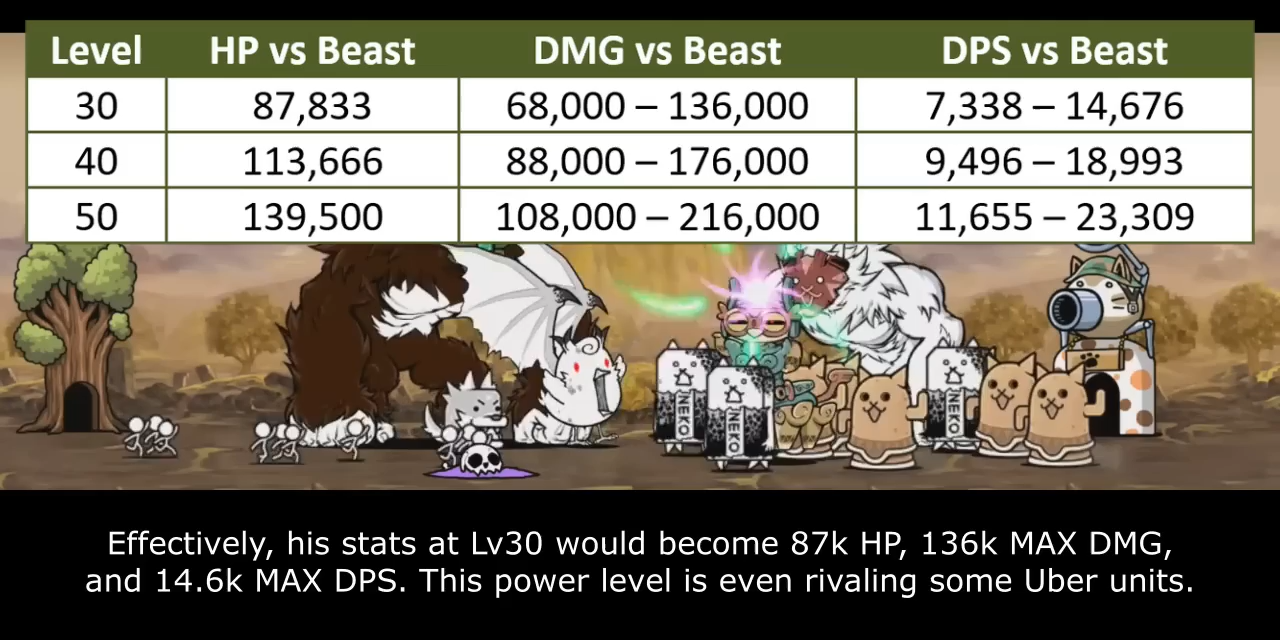 Level HP vs Beast DMG vs Beast DPS vs Beast
30 87,833 68,000 – 136,000 7,338 – 14,676
40 113,666 88,000 – 176,000 9,496 – 18,993
50 139,500 108,000 – 216,000 11,655 – 23,309
NEKO NEKO NEKO
Effectively, his stats at Lv30 would become 87k HP, 136k MAX DMG,
and 14.6k MAX DPS. This power level is even rivaling some Uber units.